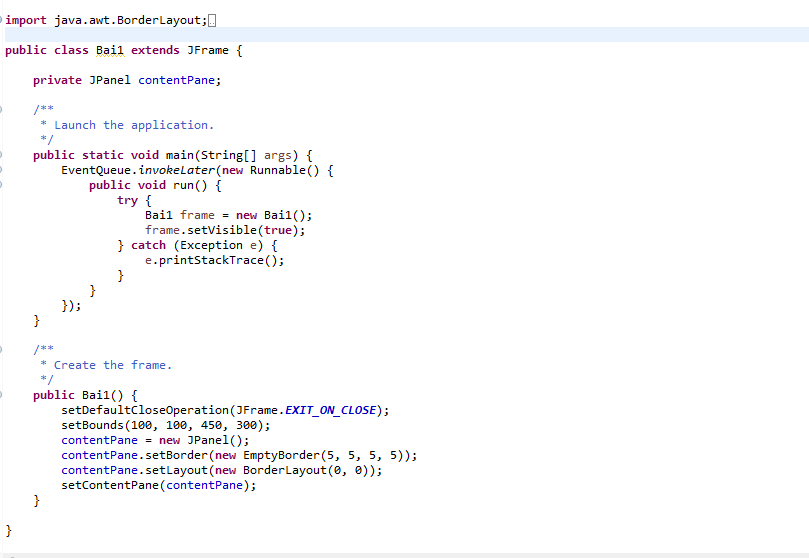 import java.awt.BorderLayout;
public class Bai1 extends JFrame {
private JPanel contentPane;
/**
* Launch the application.
*/
public static void main(String[] args) {
EventQueue.invokeLater(new Runnable() {
public void run() {
try {
Bai1 frame = new Bai1();
frame.setVisible(true);
} catch (Exception e) {
e.printStackTrace();
}
}
});
}
/**
* Create the frame.
*/
public Bai1() {
setDefaultCloseOperation(JFrame.EXIT_ON_CLOSE);
setBounds(100, 100, 450, 300);
contentPane = new JPanel();
contentPane.setBorder(new EmptyBorder(5, 5, 5, 5));
contentPane.setLayout(new BorderLayout(0, 0));
setContentPane(contentPane);
}
}